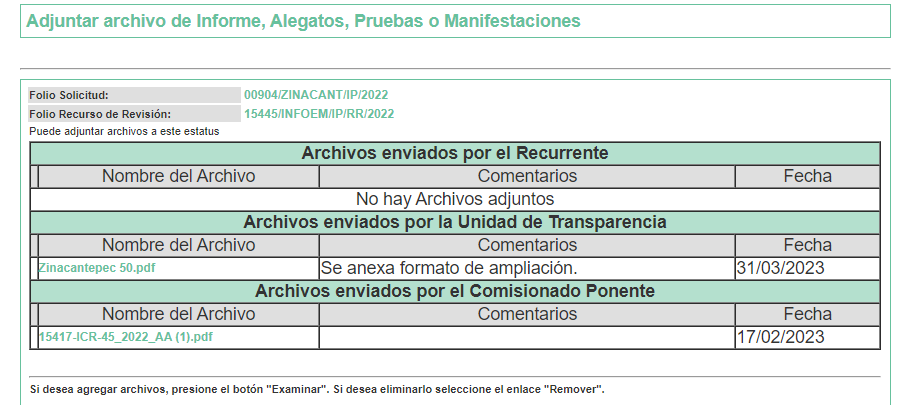 Adjuntar archivo de Informe, Alegatos, Pruebas o Manifestaciones
Folio Solicitud: 00904/ZINACANT/IP/2022
Folio Recurso de Revisión: 15445/INFOEM/IP/RR/2022
Puede adjuntar archivos a este estatus
Archivos enviados por el Recurrente
Nombre del Archivo Comentarios Fecha
No hay Archivos adjuntos
Archivos enviados por la Unidad de Transparencia
Nombre del Archivo Comentarios Fecha
Zinacantepec 50.pdf Se anexa formato de ampliación. 31/03/2023
Archivos enviados por el Comisionado Ponente
Nombre del Archivo Comentarios Fecha
15417-ICR-45_2022_AA (1).pdf 17/02/2023
Si desea agregar archivos, presione el botón "Examinar". Si desea eliminarlo seleccione el enlace "Remover".